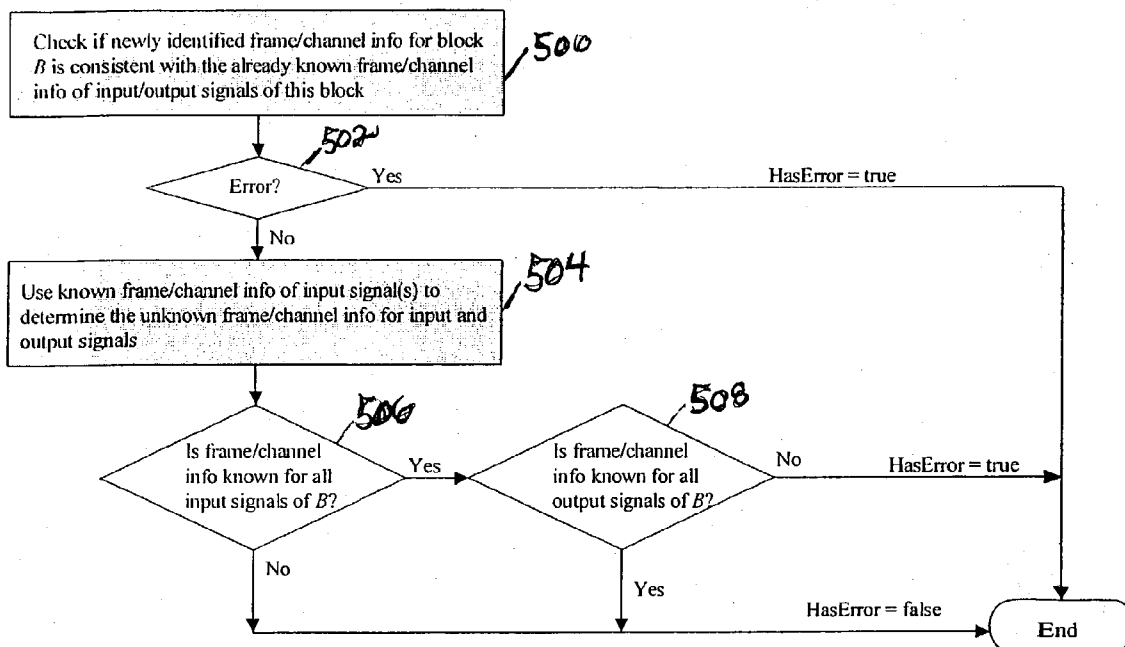 Check if newly identified frame/channel info for block
B is consistent with the already known frame/channel
info of input/output signals of this block
500
502
Error?
Yes
HasError = true
No
Use known frame/channel info of input signal(s) to
determine the unknown frame/channel info for input and
output signals
504
506
508
Is frame/channel
info known for all
input signals of B?
Yes
Is frame/channel
info known for all
output signals of B?
No
HasError = true
No
Yes
HasError = false
End